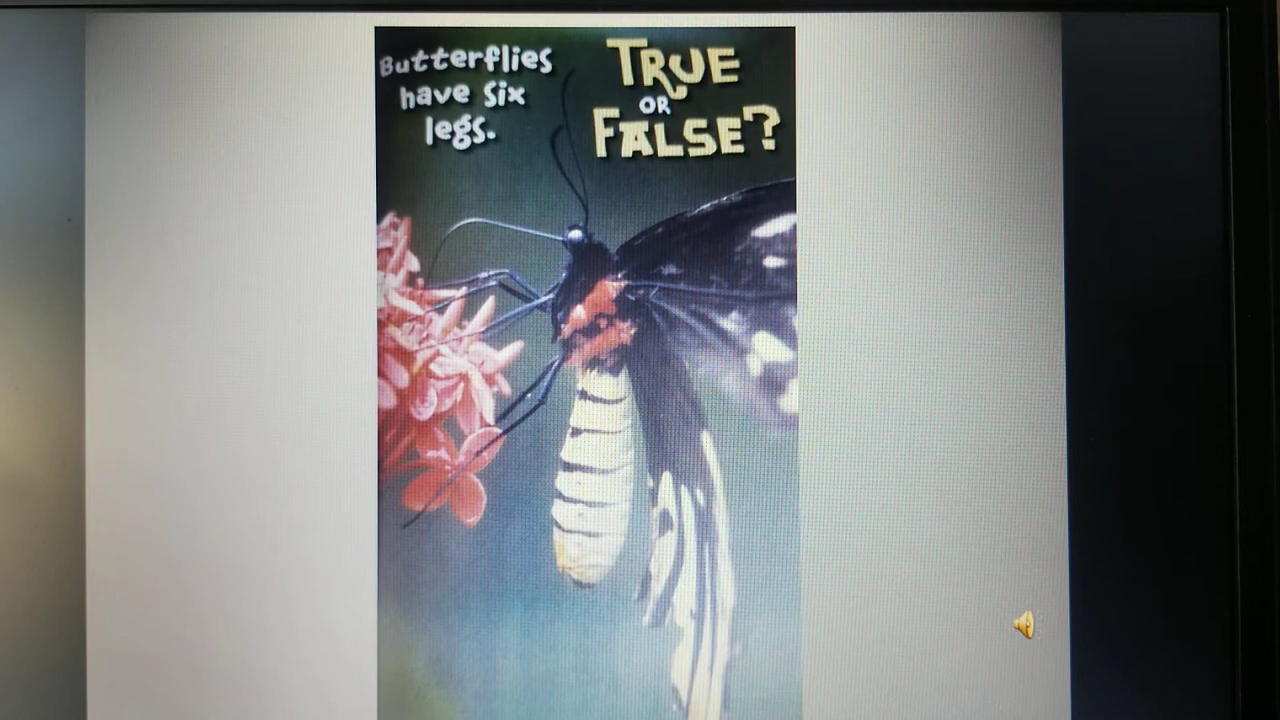 Butterflies
have six
legs.
TRUE
OR
FALSE?